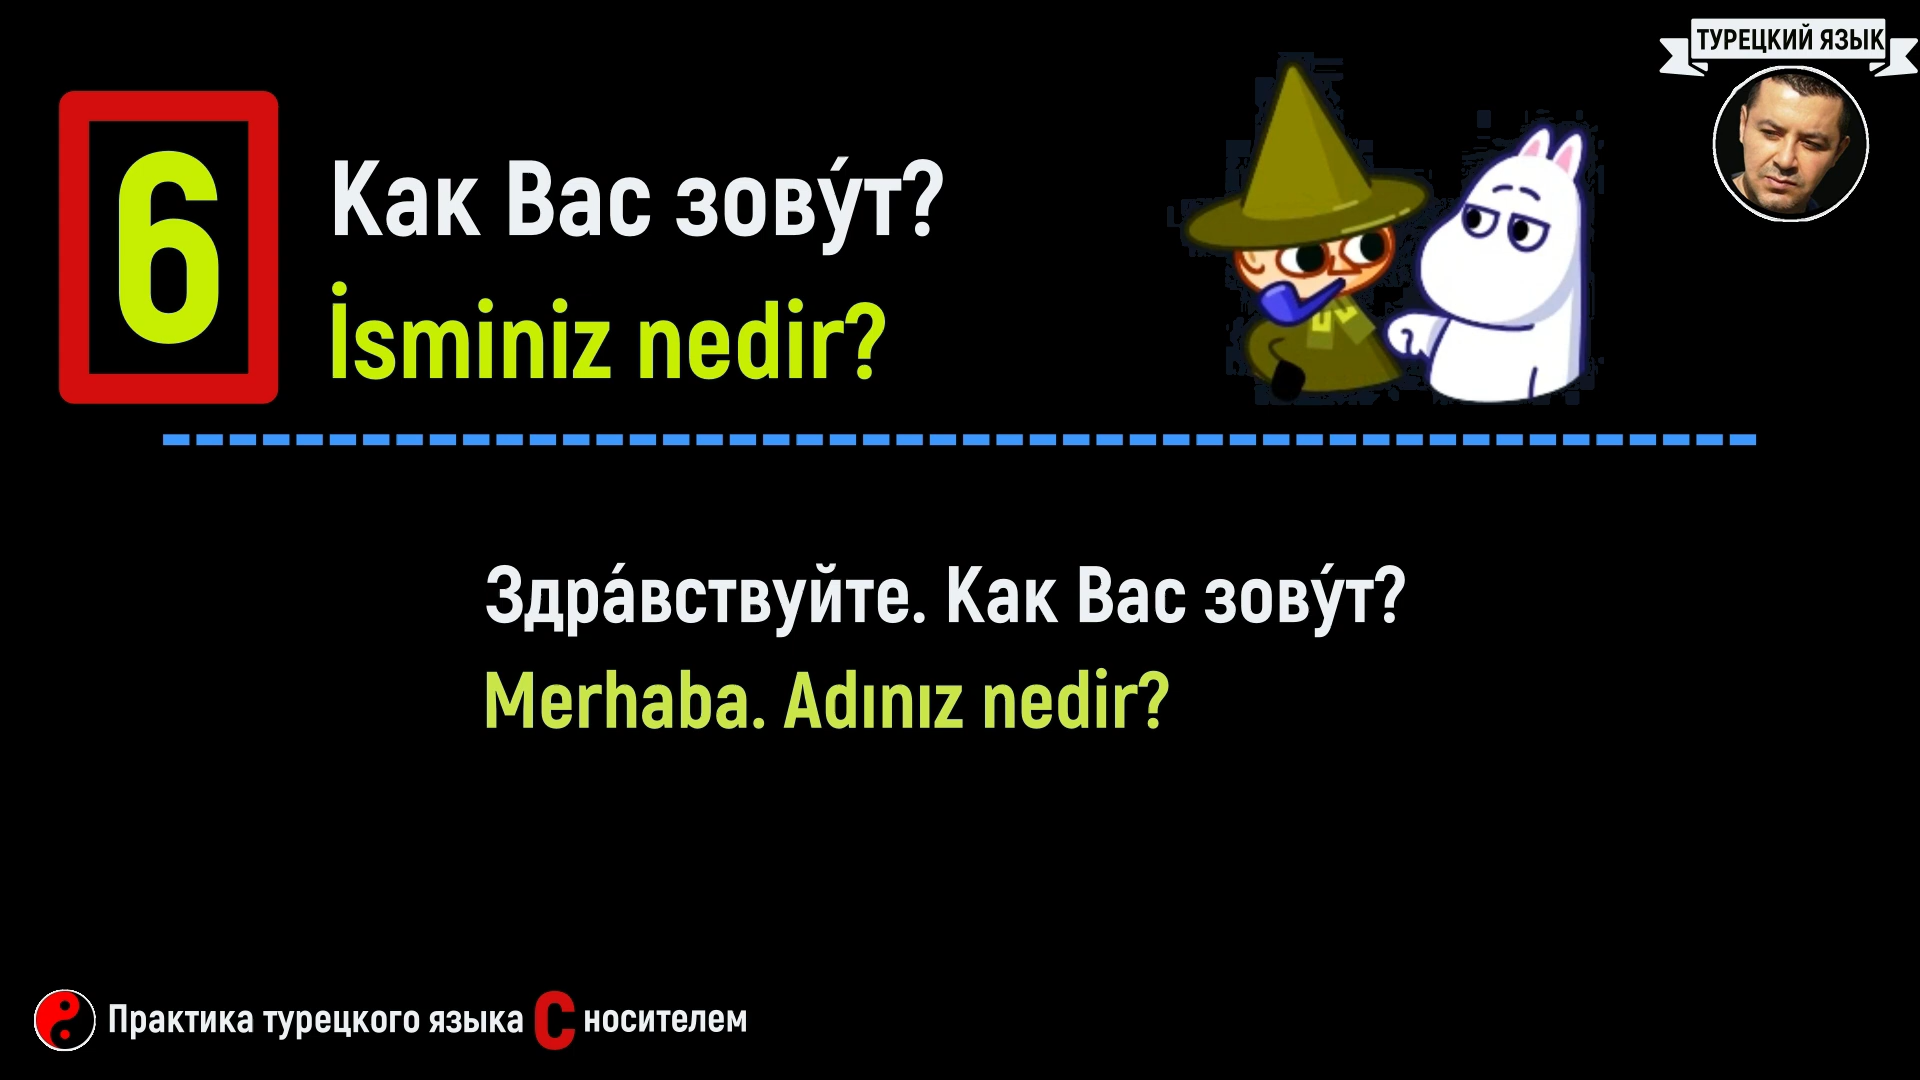 ТУРЕЦКИЙ ЯЗЫК
6
Как Вас зову́т?
İsminiz nedir?
Здра́вствуйте. Как Вас зову́т?
Merhaba. Adınız nedir?
Практика турецкого языка С носителем